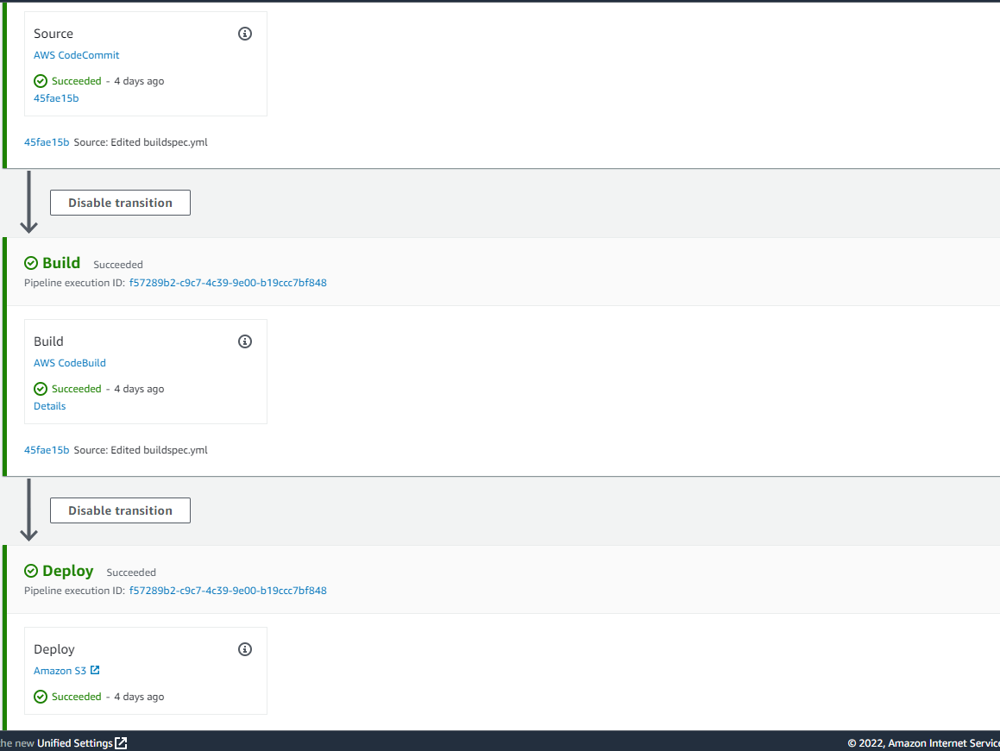 Source
AWS CodeCommit
Succeeded - 4 days ago
45fae15b
45fae15b Source: Edited buildspec.yml
Disable transition
Build Succeeded
Pipeline execution ID: f57289b2-c9c7-4c39-9e00-b19ccc7bf848
Build
AWS CodeBuild
Succeeded - 4 days ago
Details
45fae15b Source: Edited buildspec.yml
Disable transition
Deploy Succeeded
Pipeline execution ID: f57289b2-c9c7-4c39-9e00-b19ccc7bf848
Deploy
Amazon S3
Succeeded - 4 days ago
he new Unified Settings © 2022, Amazon Internet Service